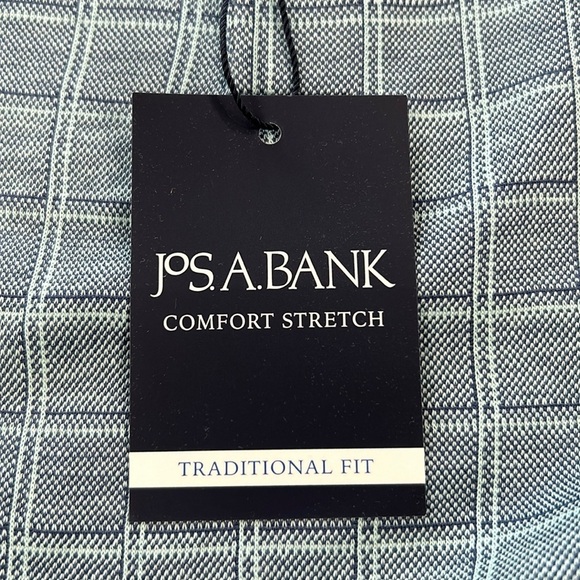 JOS. A. BANK
COMFORT STRETCH
TRADITIONAL FIT